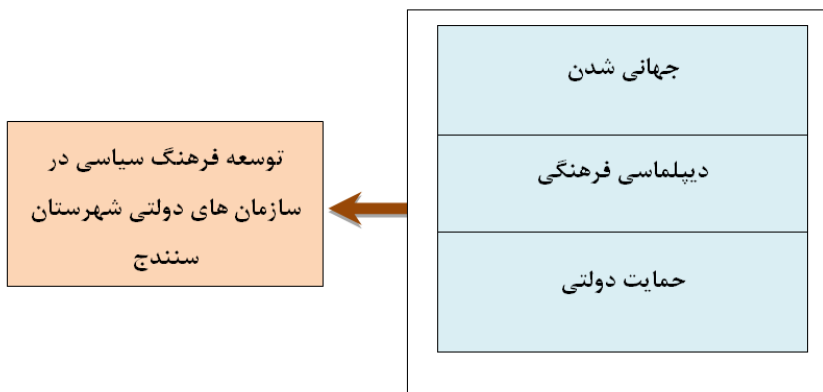 جهانی شدن
دیپلماسی فرهنگی
حمایت دولتی
توسعه فرهنگ سیاسی در
سازمان های دولتی شهرستان
سنندج